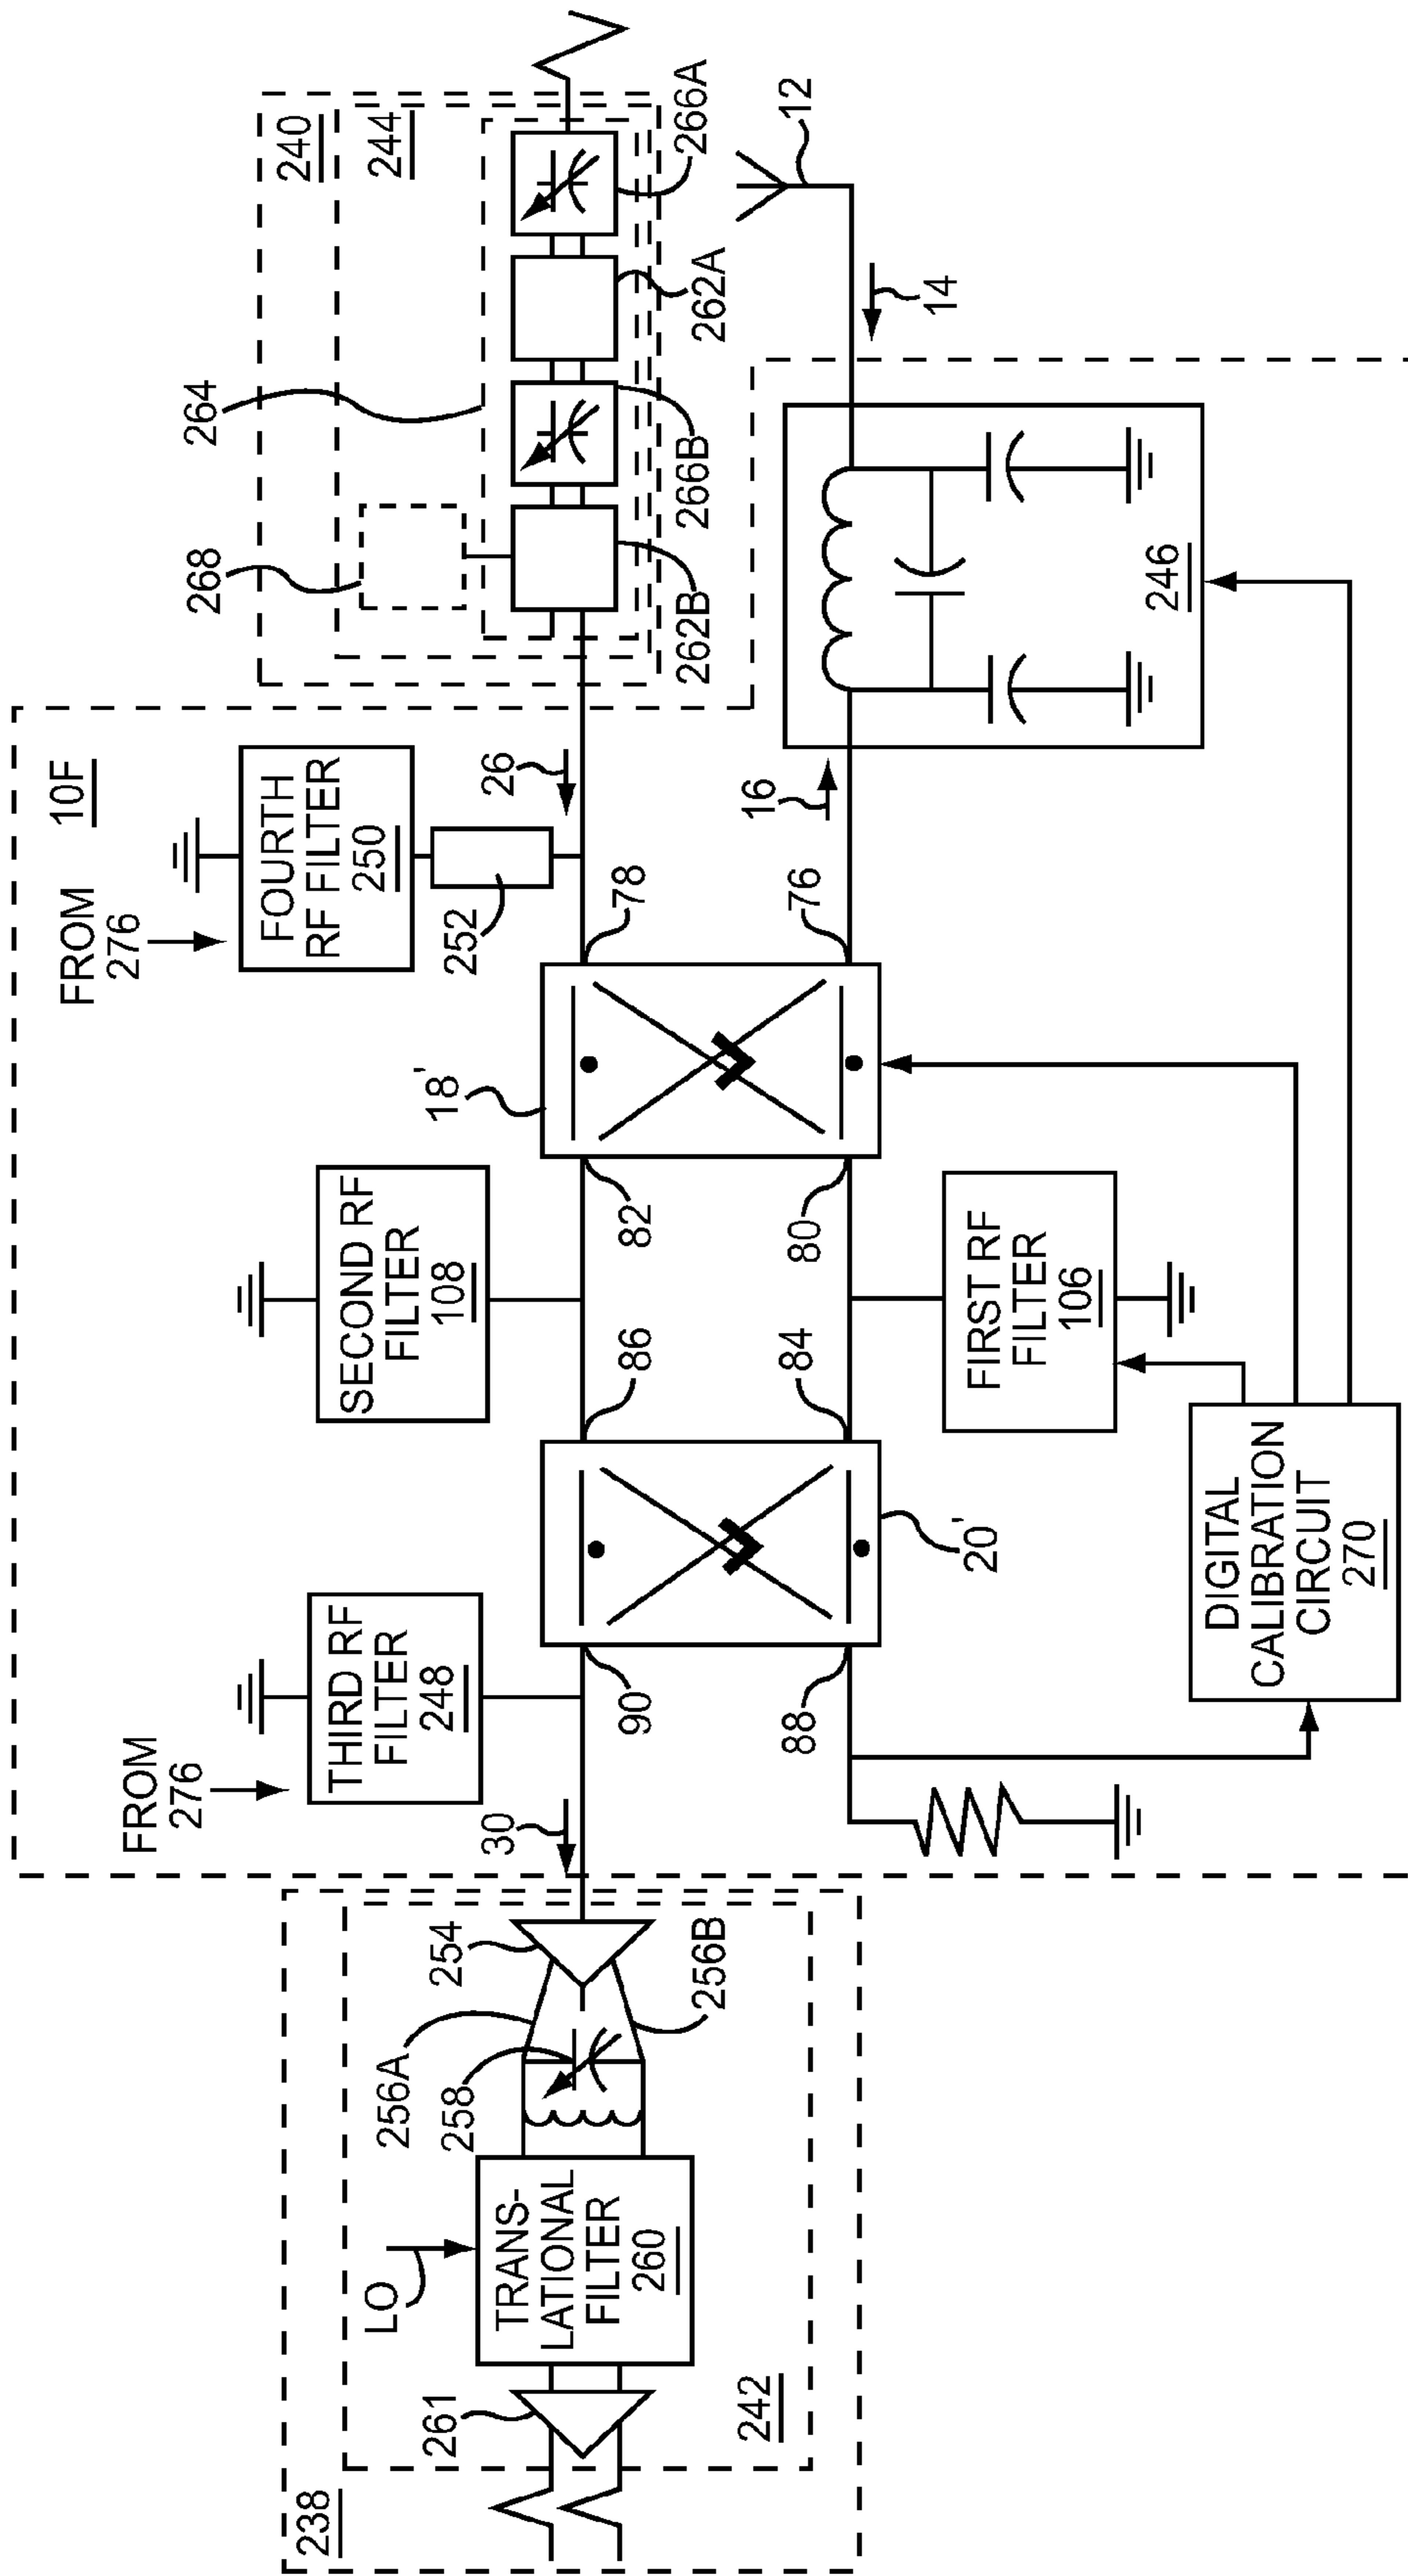 240
244
266A
262A
12
264
266B
268
262B
14
246
10F
26
16
FROM
276
FOURTH
RF FILTER
250
252
78
76
18'
SECOND RF
FILTER
108
82
80
86
84
FIRST RF
FILTER
106
20'
DIGITAL
CALIBRATION
CIRCUIT
270
FROM
276
THIRD RF
FILTER
248
90
88
30
254
256B
256A
258
LO
TRANS-
LATIONAL
FILTER
260
261
242
238